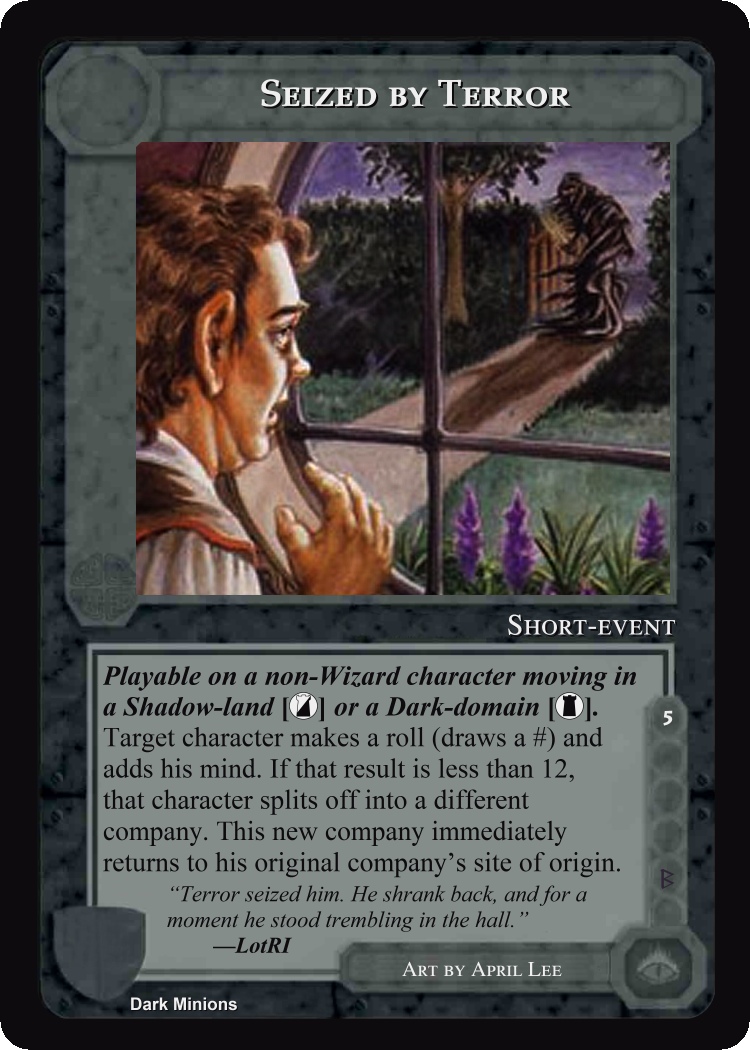 Seized by Terror
Short-event
Playable on a non-Wizard character moving in
a Shadow-land [ ] or a Dark-domain [ ].
Target character makes a roll (draws a #) and
adds his mind. If that result is less than 12,
that character splits off into a different
company. This new company immediately
returns to his original company’s site of origin.
“Terror seized him. He shrank back, and for a
moment he stood trembling in the hall.”
—LotRI
5
B
Art by April Lee
Dark Minions